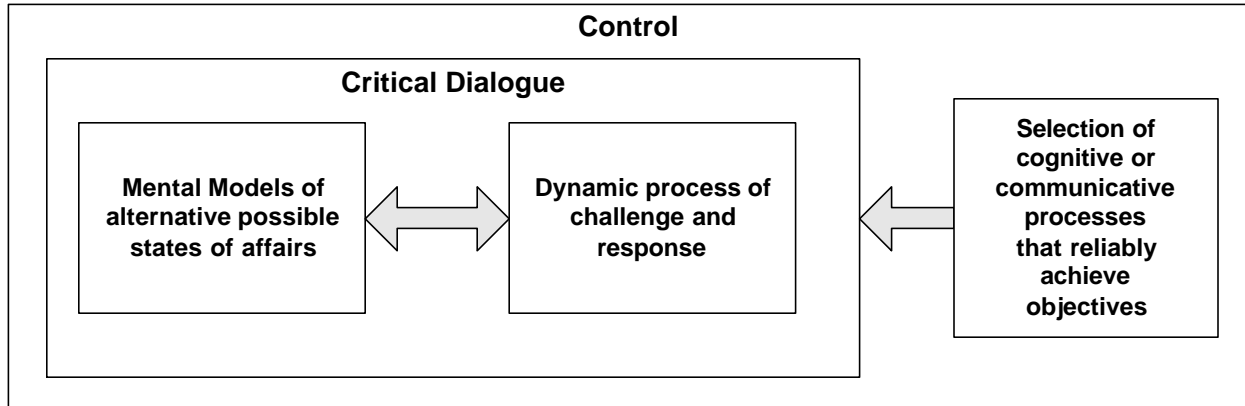 Control
Critical Dialogue
Mental Models of
alternative possible
states of affairs
Dynamic process of
challenge and
response
Selection of
cognitive or
communicative
processes
that reliably
achieve
objectives